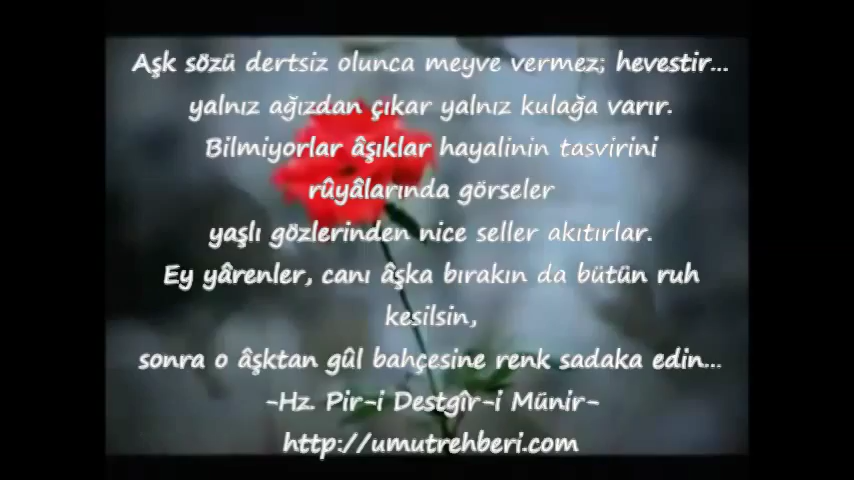 Aşk sözü dertsiz olunca meyve vermez; hevestir...
yalnız ağızdan çıkar yalnız kulağa varır.
Bilmiyorlar âşıklar hayalinin tasvirini
rûyâlarında görseler
yaşlı gözlerinden nice seller akıtırlar.
Ey yârenler, canı âşka bırakın da bütün ruh
kesilsin,
sonra o âşktan gûl bahçesine renk sadaka edin...
-Hz. Pir-i Destgîr-i Münir-
http://umutrehberi.com